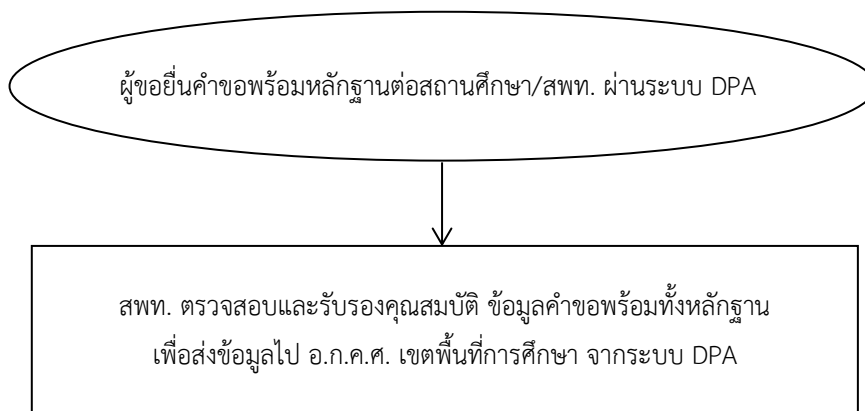 ผู้ขอยื่นคำขอพร้อมหลักฐานต่อสถานศึกษา/สพท. ผ่านระบบ DPA
สพท. ตรวจสอบและรับรองคุณสมบัติ ข้อมูลคำขอพร้อมทั้งหลักฐาน
เพื่อส่งข้อมูลไป อ.ก.ค.ศ. เขตพื้นที่การศึกษา จากระบบ DPA